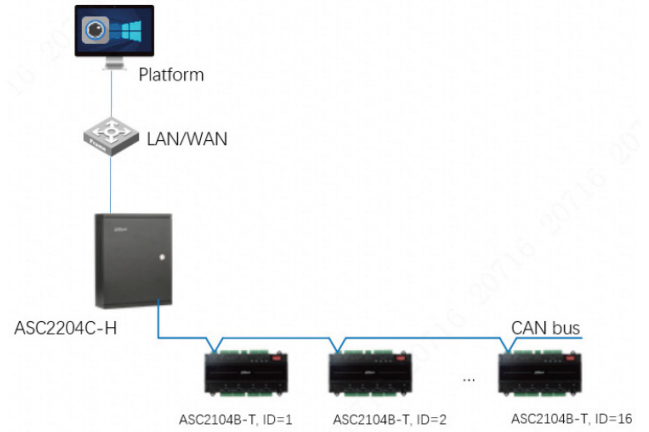 Platform
LAN/WAN
ASC2204C-H
CAN bus
...
ASC2104B-T, ID=1
ASC2104B-T, ID=2
ASC2104B-T, ID=16